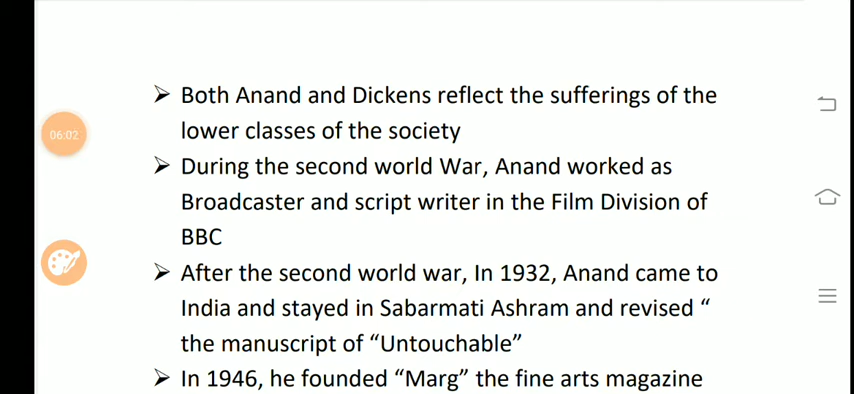 ➢ Both Anand and Dickens reflect the sufferings of the
lower classes of the society
06:02
➢ During the second world War, Anand worked as
Broadcaster and script writer in the Film Division of
BBC
➢ After the second world war, In 1932, Anand came to
India and stayed in Sabarmati Ashram and revised “
the manuscript of “Untouchable”
➢ In 1946, he founded “Marg” the fine arts magazine